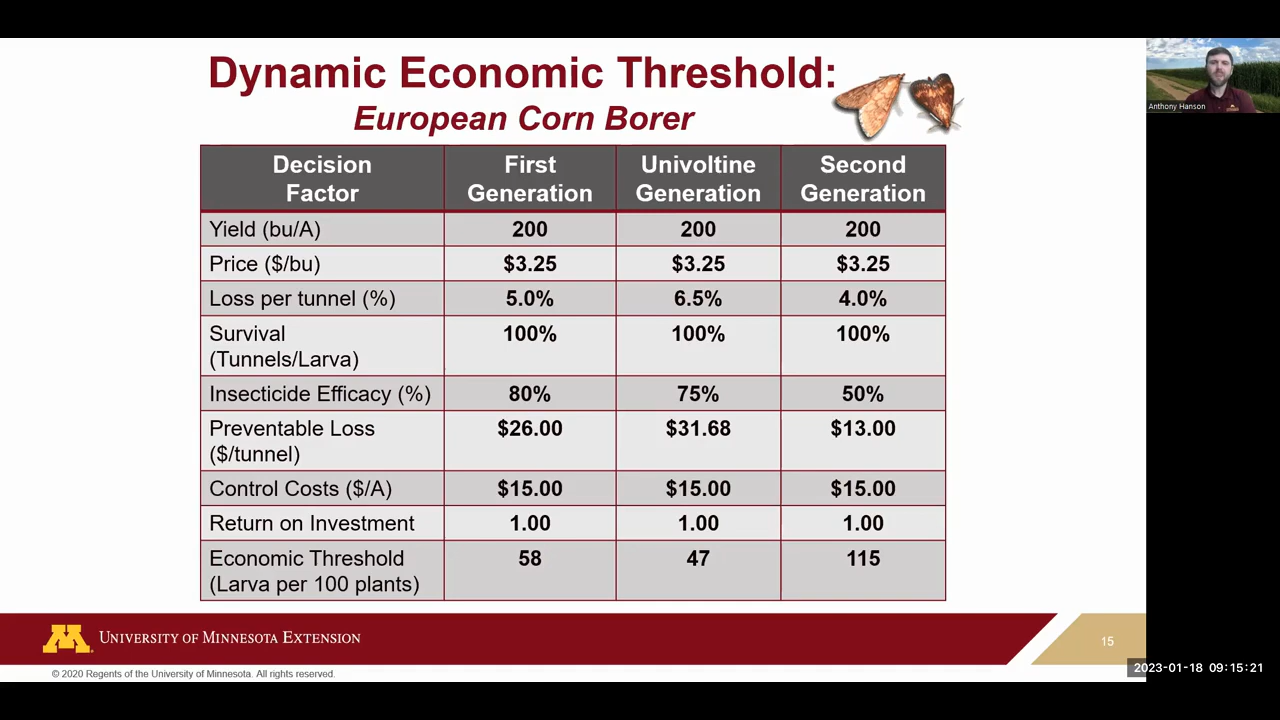 Dynamic Economic Threshold:
European Corn Borer
Decision Factor First Generation Univoltine Generation Second Generation
Yield (bu/A) 200 200 200
Price ($/bu) $3.25 $3.25 $3.25
Loss per tunnel (%) 5.0% 6.5% 4.0%
Survival (Tunnels/Larva) 100% 100% 100%
Insecticide Efficacy (%) 80% 75% 50%
Preventable Loss ($/tunnel) $26.00 $31.68 $13.00
Control Costs ($/A) $15.00 $15.00 $15.00
Return on Investment 1.00 1.00 1.00
Economic Threshold (Larva per 100 plants) 58 47 115
UNIVERSITY OF MINNESOTA EXTENSION
15
© 2020 Regents of the University of Minnesota. All rights reserved.
Anthony Hanson
2023-01-18 09:15:21